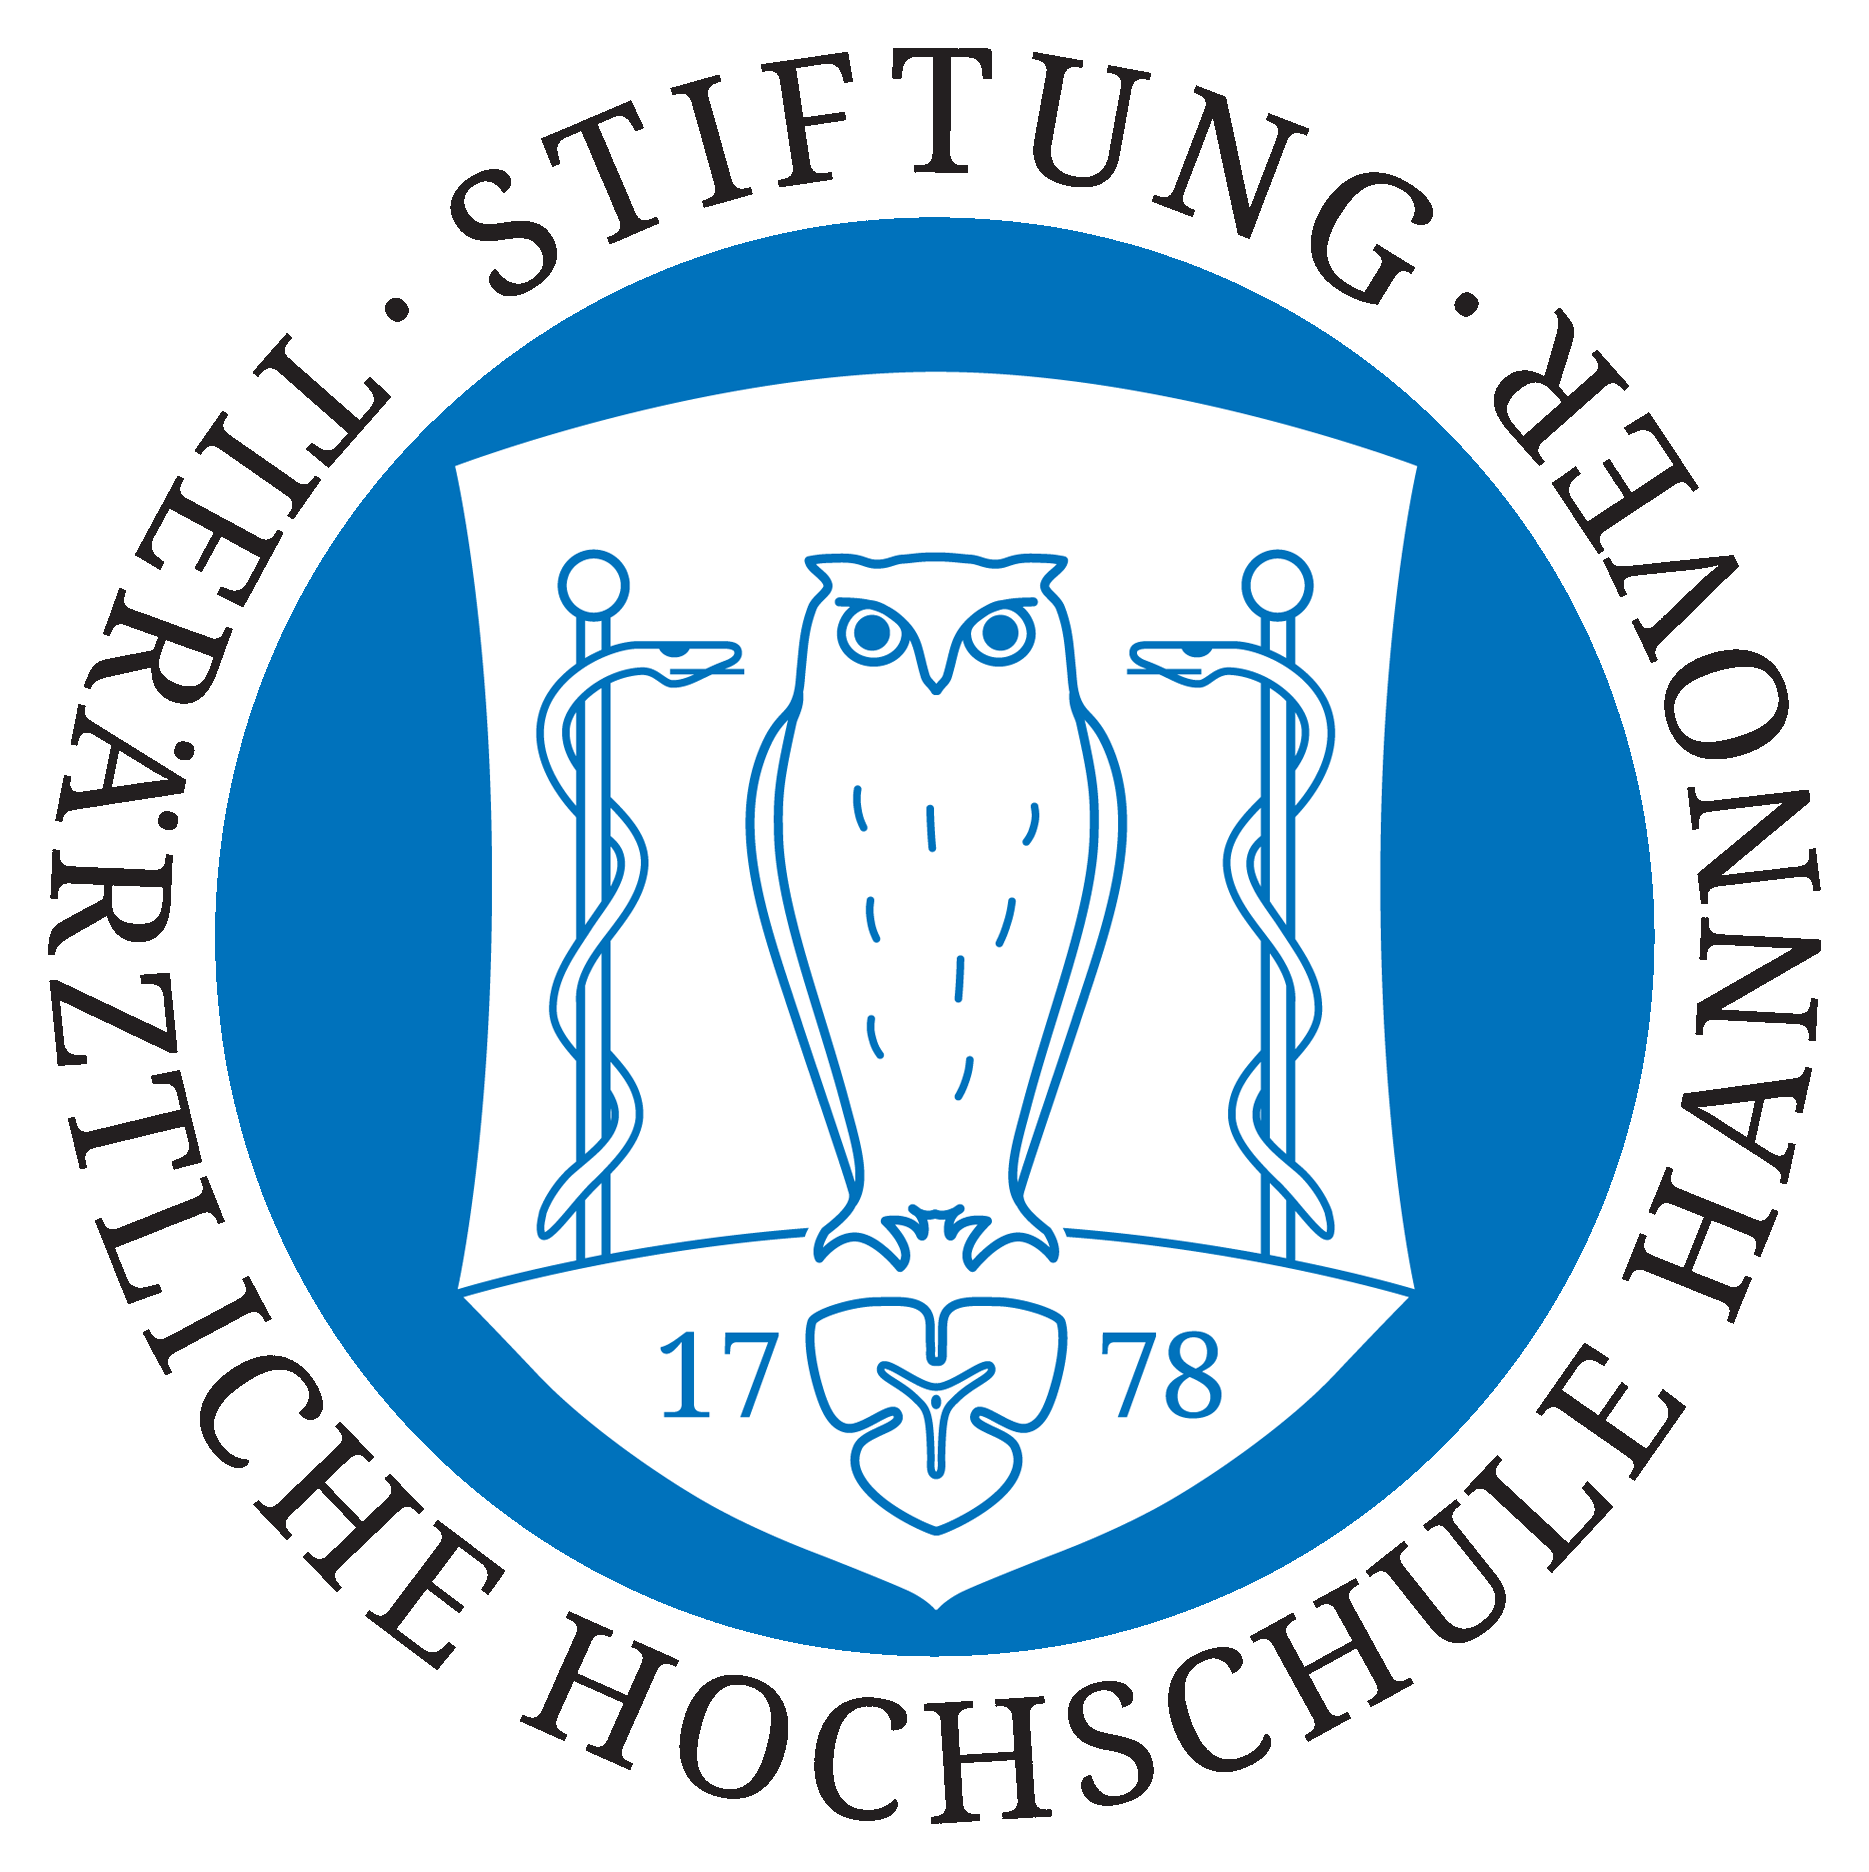 · STIFTUNG ·
TIERÄRZTLICHE HOCHSCHULE HANNOVER
17 78